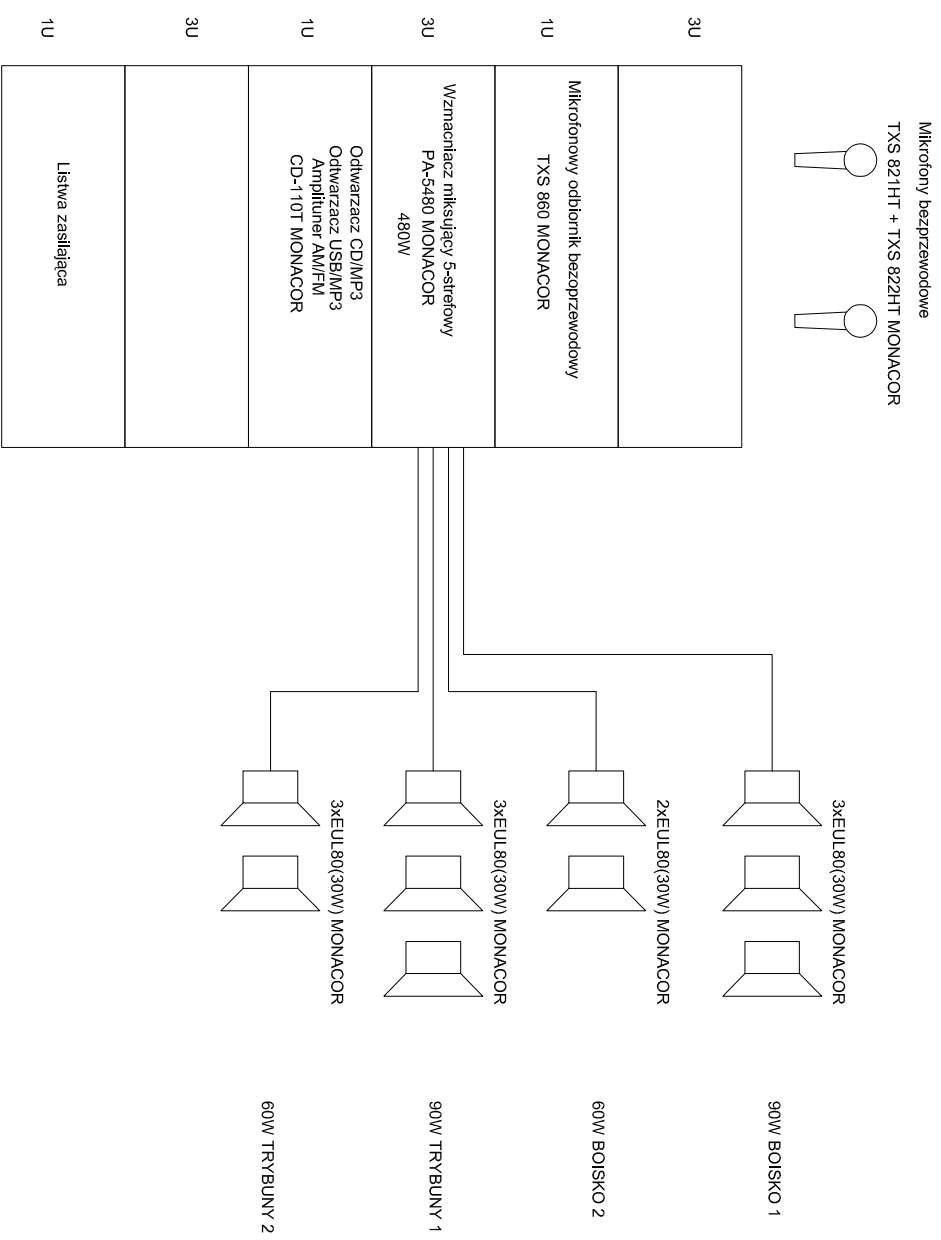 Mikrofony bezprzewodowe
TXS 821HT + TXS 822HT MONACOR
3U
1U
Mikrofonowy odbiornik bezoprzewodowy
TXS 860 MONACOR
3U
Wzmacniacz miksujący 5-strefowy
PA-5480 MONACOR
480W
1U
Odtwarzacz CD/MP3
Odtwarzacz USB/MP3
Amplituner AM/FM
CD-110T MONACOR
3U
1U
Listwa zasilająca
3xEUL80(30W) MONACOR
90W BOISKO 1
2xEUL80(30W) MONACOR
60W BOISKO 2
3xEUL80(30W) MONACOR
90W TRYBUNY 1
3xEUL80(30W) MONACOR
60W TRYBUNY 2